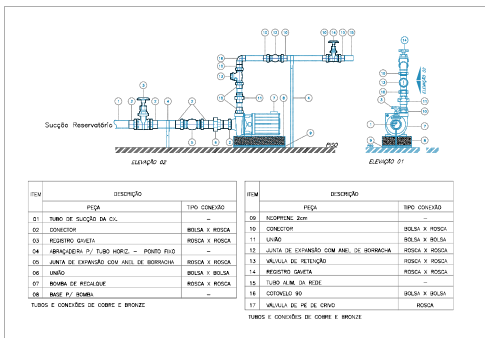 Sucção Reservatório
PISO
ELEVAÇÃO 02
ELEVAÇÃO 01
ELEVAÇÃO 02
ITEM DESCRIÇÃO
PEÇA TIPO CONEXÃO
01 TUBO DE SUCÇÃO DA CX. –
02 CONECTOR BOLSA X ROSCA
03 REGISTRO GAVETA ROSCA X ROSCA
04 ABRAÇADEIRA P/ TUBO HORIZ. – PONTO FIXO –
05 JUNTA DE EXPANSÃO COM ANEL DE BORRACHA ROSCA X ROSCA
06 UNIÃO BOLSA X BOLSA
07 BOMBA DE RECALQUE ROSCA X ROSCA
08 BASE P/ BOMBA –
TUBOS E CONEXÕES DE COBRE E BRONZE
ITEM DESCRIÇÃO
PEÇA TIPO CONEXÃO
09 NEOPRENE 2cm –
10 CONECTOR BOLSA X ROSCA
11 UNIÃO BOLSA X BOLSA
12 JUNTA DE EXPANSÃO COM ANEL DE BORRACHA ROSCA X ROSCA
13 VÁLVULA DE RETENÇÃO ROSCA X ROSCA
14 REGISTRO GAVETA ROSCA X ROSCA
15 TUBO ALIM. DA REDE –
16 COTOVELO 90 BOLSA X BOLSA
17 VÁLVULA DE PE DE CRIVO ROSCA
TUBOS E CONEXÕES DE COBRE E BRONZE